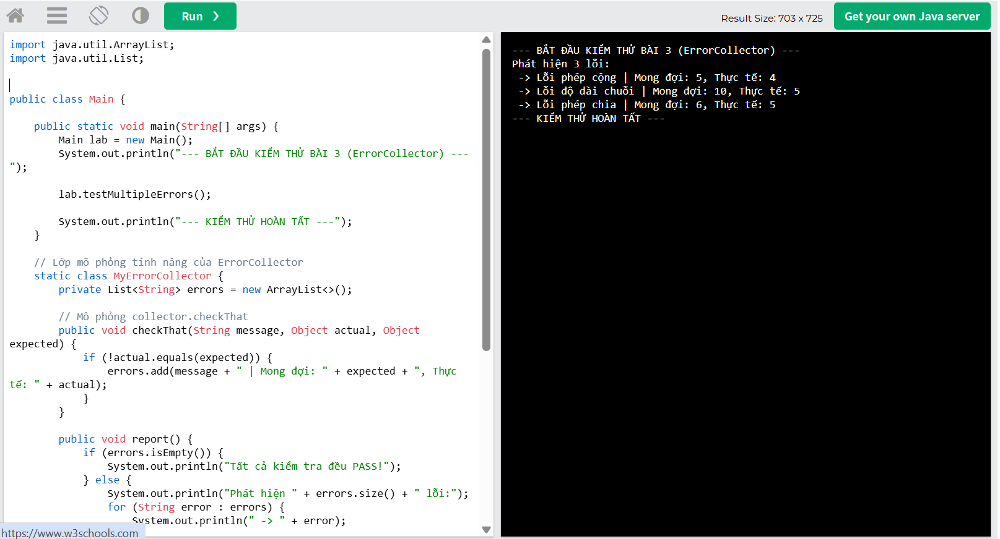 Run ❯
Result Size: 703 x 725
Get your own Java server
import java.util.ArrayList;
import java.util.List;
public class Main {
public static void main(String[] args) {
Main lab = new Main();
System.out.println("--- BẮT ĐẦU KIỂM THỬ BÀI 3 (ErrorCollector) ---
");
lab.testMultipleErrors();
System.out.println("--- KIỂM THỬ HOÀN TẤT ---");
}
// Lớp mô phỏng tính năng của ErrorCollector
static class MyErrorCollector {
private List<String> errors = new ArrayList<>();
// Mô phỏng collector.checkThat
public void checkThat(String message, Object actual, Object
expected) {
if (!actual.equals(expected)) {
errors.add(message + " | Mong đợi: " + expected + ", Thực
tế: " + actual);
}
}
public void report() {
if (errors.isEmpty()) {
System.out.println("Tất cả kiểm tra đều PASS!");
} else {
System.out.println("Phát hiện " + errors.size() + " lỗi:");
for (String error : errors) {
System.out.println(" -> " + error);
https://www.w3schools.com
--- BẮT ĐẦU KIỂM THỬ BÀI 3 (ErrorCollector) ---
Phát hiện 3 lỗi:
-> Lỗi phép cộng | Mong đợi: 5, Thực tế: 4
-> Lỗi độ dài chuỗi | Mong đợi: 10, Thực tế: 5
-> Lỗi phép chia | Mong đợi: 6, Thực tế: 5
--- KIỂM THỬ HOÀN TẤT ---